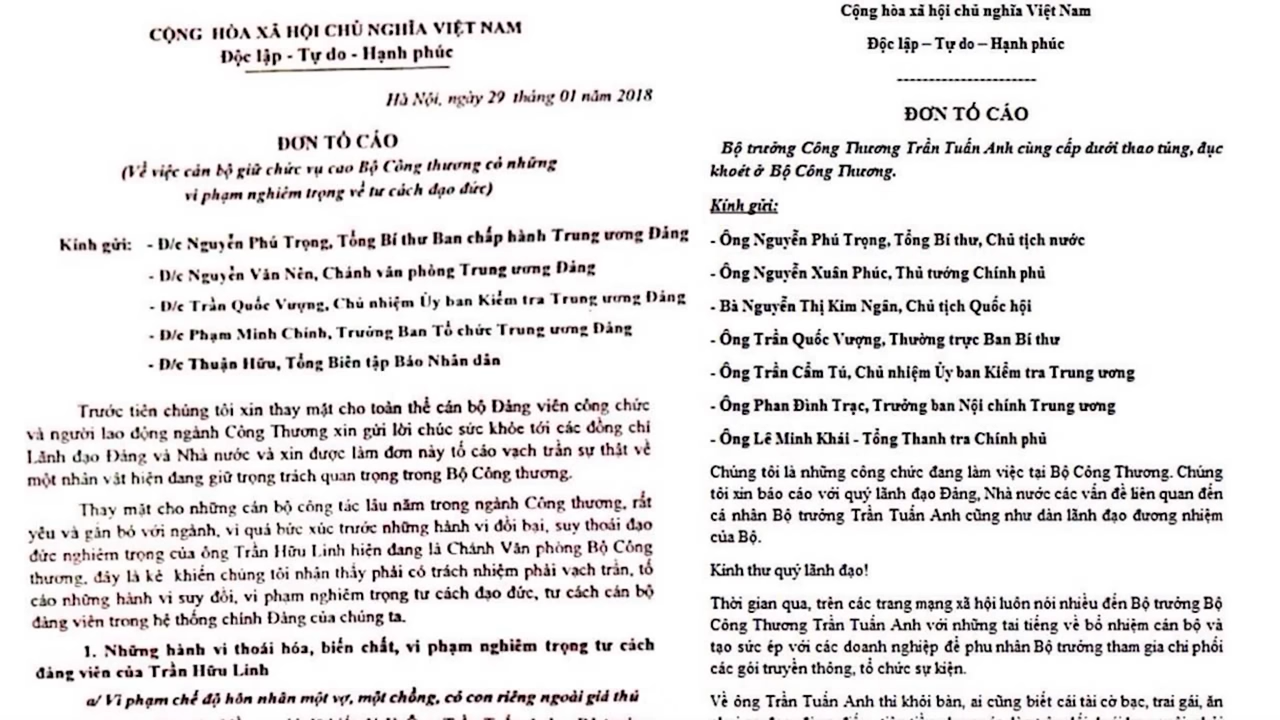 CỘNG HÒA XÃ HỘI CHỦ NGHĨA VIỆT NAM
Độc lập - Tự do - Hạnh phúc
Hà Nội, ngày 29 tháng 01 năm 2018
ĐƠN TỐ CÁO
(Về việc cán bộ giữ chức vụ cao Bộ Công thương có những
vi phạm nghiêm trọng về tư cách đạo đức)
Kính gửi: - Đ/c Nguyễn Phú Trọng, Tổng Bí thư Ban chấp hành Trung ương Đảng
- Đ/c Nguyễn Văn Nên, Chánh văn phòng Trung ương Đảng
- Đ/c Trần Quốc Vượng, Chủ nhiệm Ủy ban Kiểm tra Trung ương Đảng
- Đ/c Phạm Minh Chính, Trưởng Ban Tổ chức Trung ương Đảng
- Đ/c Thuận Hữu, Tổng Biên tập Báo Nhân dân
Trước tiên chúng tôi xin thay mặt cho toàn thể cán bộ Đảng viên công chức
và người lao động ngành Công Thương xin gửi lời chúc sức khỏe tới các đồng chí
Lãnh đạo Đảng và Nhà nước và xin được làm đơn này tố cáo vạch trần sự thật về
một nhân vật hiện đang giữ trọng trách quan trọng trong Bộ Công thương.
Thay mặt cho những cán bộ công tác lâu năm trong ngành Công thương, rất
yêu và gắn bó với ngành, vì quá bức xúc trước những hành vi đồi bại, suy thoái đạo
đức nghiêm trọng của ông Trần Hữu Linh hiện đang là Chánh Văn phòng Bộ Công
thương, đây là kẻ khiến chúng tôi nhận thấy phải có trách nhiệm phải vạch trần, tố
cáo những hành vi suy đồi, vi phạm nghiêm trọng tư cách đạo đức, tư cách cán bộ
đảng viên trong hệ thống chính Đảng của chúng ta.
1. Những hành vi thoái hóa, biến chất, vi phạm nghiêm trọng tư cách
đảng viên của Trần Hữu Linh
a/ Vi phạm chế độ hôn nhân một vợ, một chồng, có con riêng ngoài giá thú
Cộng hòa xã hội chủ nghĩa Việt Nam
Độc lập – Tự do – Hạnh phúc
----------------------
ĐƠN TỐ CÁO
Bộ trưởng Công Thương Trần Tuấn Anh cùng cấp dưới thao túng, đục
khoét ở Bộ Công Thương.
Kính gửi:
- Ông Nguyễn Phú Trọng, Tổng Bí thư, Chủ tịch nước
- Ông Nguyễn Xuân Phúc, Thủ tướng Chính phủ
- Bà Nguyễn Thị Kim Ngân, Chủ tịch Quốc hội
- Ông Trần Quốc Vượng, Thường trực Ban Bí thư
- Ông Trần Cẩm Tú, Chủ nhiệm Ủy ban Kiểm tra Trung ương
- Ông Phan Đình Trạc, Trưởng ban Nội chính Trung ương
- Ông Lê Minh Khái - Tổng Thanh tra Chính phủ
Chúng tôi là những công chức đang làm việc tại Bộ Công Thương. Chúng
tôi xin báo cáo với quý lãnh đạo Đảng, Nhà nước các vấn đề liên quan đến
cá nhân Bộ trưởng Trần Tuấn Anh cũng như dàn lãnh đạo đương nhiệm
của Bộ.
Kính thư quý lãnh đạo!
Thời gian qua, trên các trang mạng xã hội luôn nói nhiều đến Bộ trưởng Bộ
Công Thương Trần Tuấn Anh với những tai tiếng về bổ nhiệm cán bộ và
tạo sức ép với các doanh nghiệp để phu nhân Bộ trưởng tham gia chi phối
các gói truyền thông, tổ chức sự kiện.
Về ông Trần Tuấn Anh thì khỏi bàn, ai cũng biết cái tài cờ bạc, trai gái, ăn